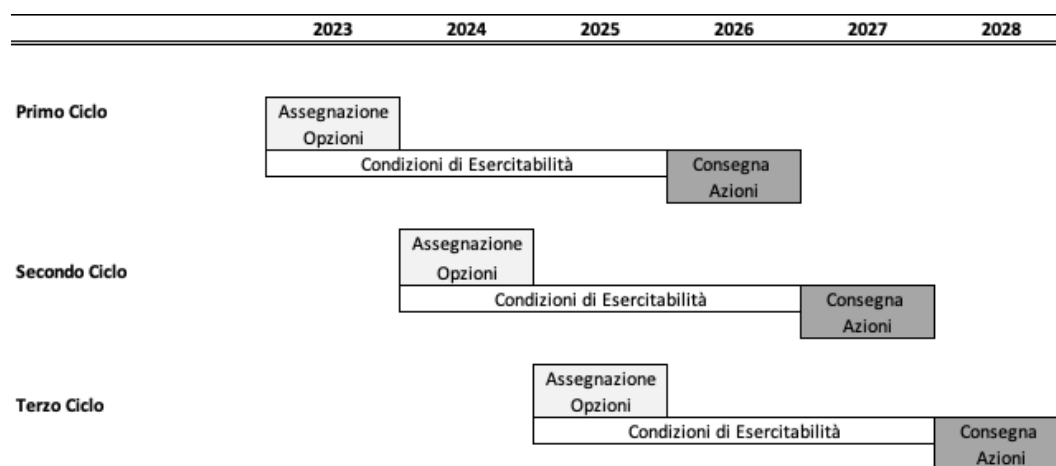 2023 2024 2025 2026 2027 2028
Primo Ciclo
Assegnazione
Opzioni
Condizioni di Esercitabilità
Consegna
Azioni
Secondo Ciclo
Assegnazione
Opzioni
Condizioni di Esercitabilità
Consegna
Azioni
Terzo Ciclo
Assegnazione
Opzioni
Condizioni di Esercitabilità
Consegna
Azioni